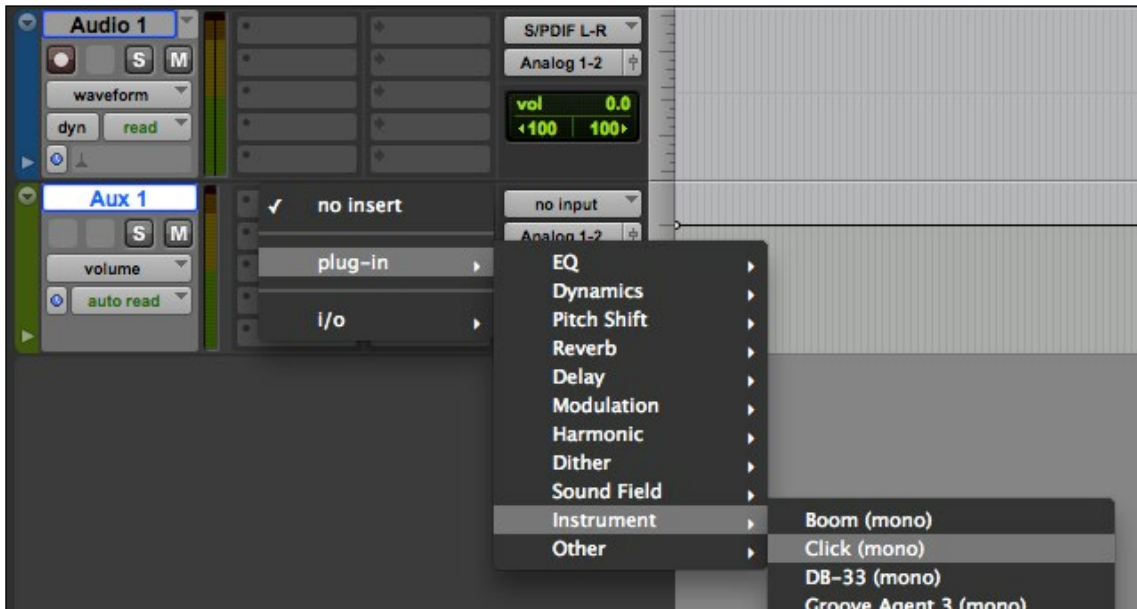 Audio 1
S M
waveform
dyn read
S/PDIF L-R
Analog 1-2
vol 0.0
100 100
Aux 1
S M
volume
auto read
no input
Analog 1-2
✓ no insert
plug-in
i/o
EQ
Dynamics
Pitch Shift
Reverb
Delay
Modulation
Harmonic
Dither
Sound Field
Instrument
Other
Boom (mono)
Click (mono)
DB-33 (mono)
Groove Agent 3 (mono)